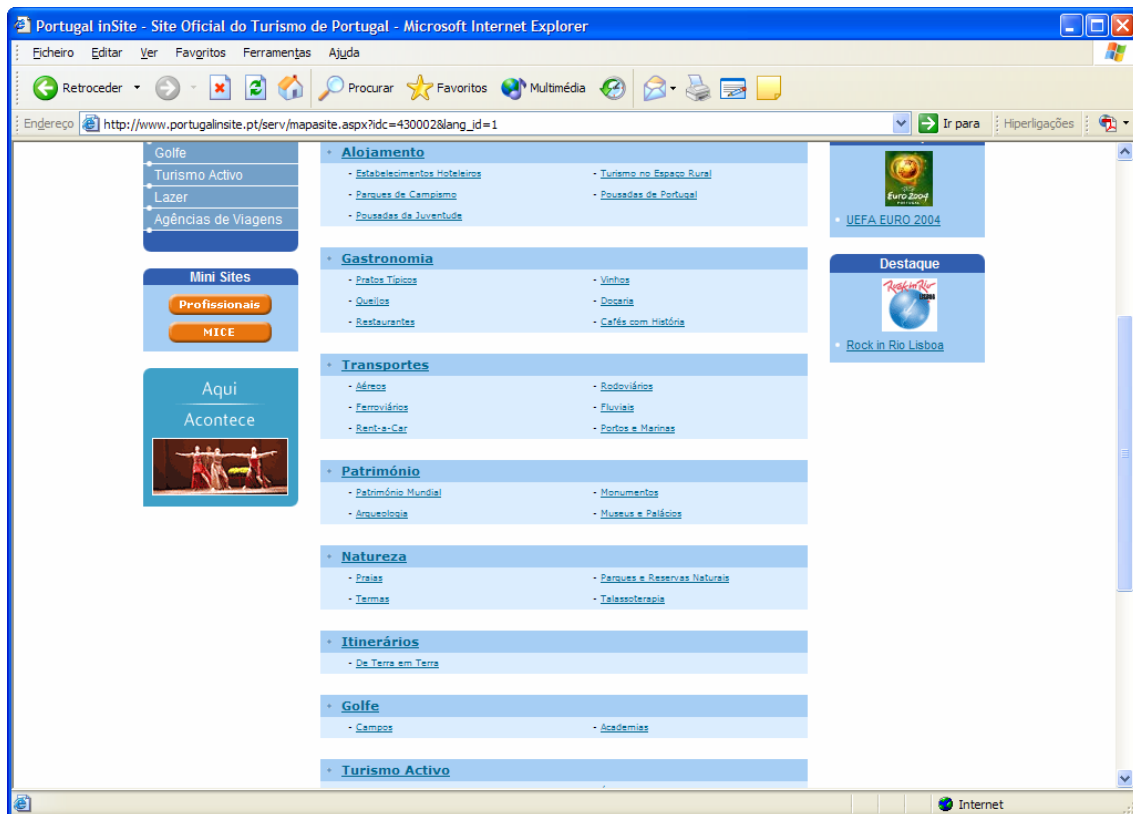 Portugal inSite - Site Oficial do Turismo de Portugal - Microsoft Internet Explorer
Ficheiro Editar Ver Favoritos Ferramentas Ajuda
Retroceder Procurar Favoritos Multimédia
Endereço http://www.portugalinsite.pt/serv/mapasite.aspx?idc=430002&lang_id=1 Ir para Hiperligações
Golfe
Turismo Activo
Lazer
Agências de Viagens
Mini Sites
Profissionais
MICE
Aqui
Acontece
Alojamento
- Estabelecimentos Hoteleiros - Turismo no Espaço Rural
- Parques de Campismo - Pousadas de Portugal
- Pousadas da Juventude
Gastronomia
- Pratos Típicos - Vinhos
- Queijos - Doçaria
- Restaurantes - Cafés com História
Transportes
- Aéreos - Rodoviários
- Ferroviários - Fluviais
- Rent-a-Car - Portos e Marinas
Património
- Património Mundial - Monumentos
- Arqueologia - Museus e Palácios
Natureza
- Praias - Parques e Reservas Naturais
- Termas - Talassoterapia
Itinerários
- De Terra em Terra
Golfe
- Campos - Academias
Turismo Activo
Euro 2004
UEFA EURO 2004
Destaque
Rock in Rio
LISBOA
Rock in Rio Lisboa
Internet